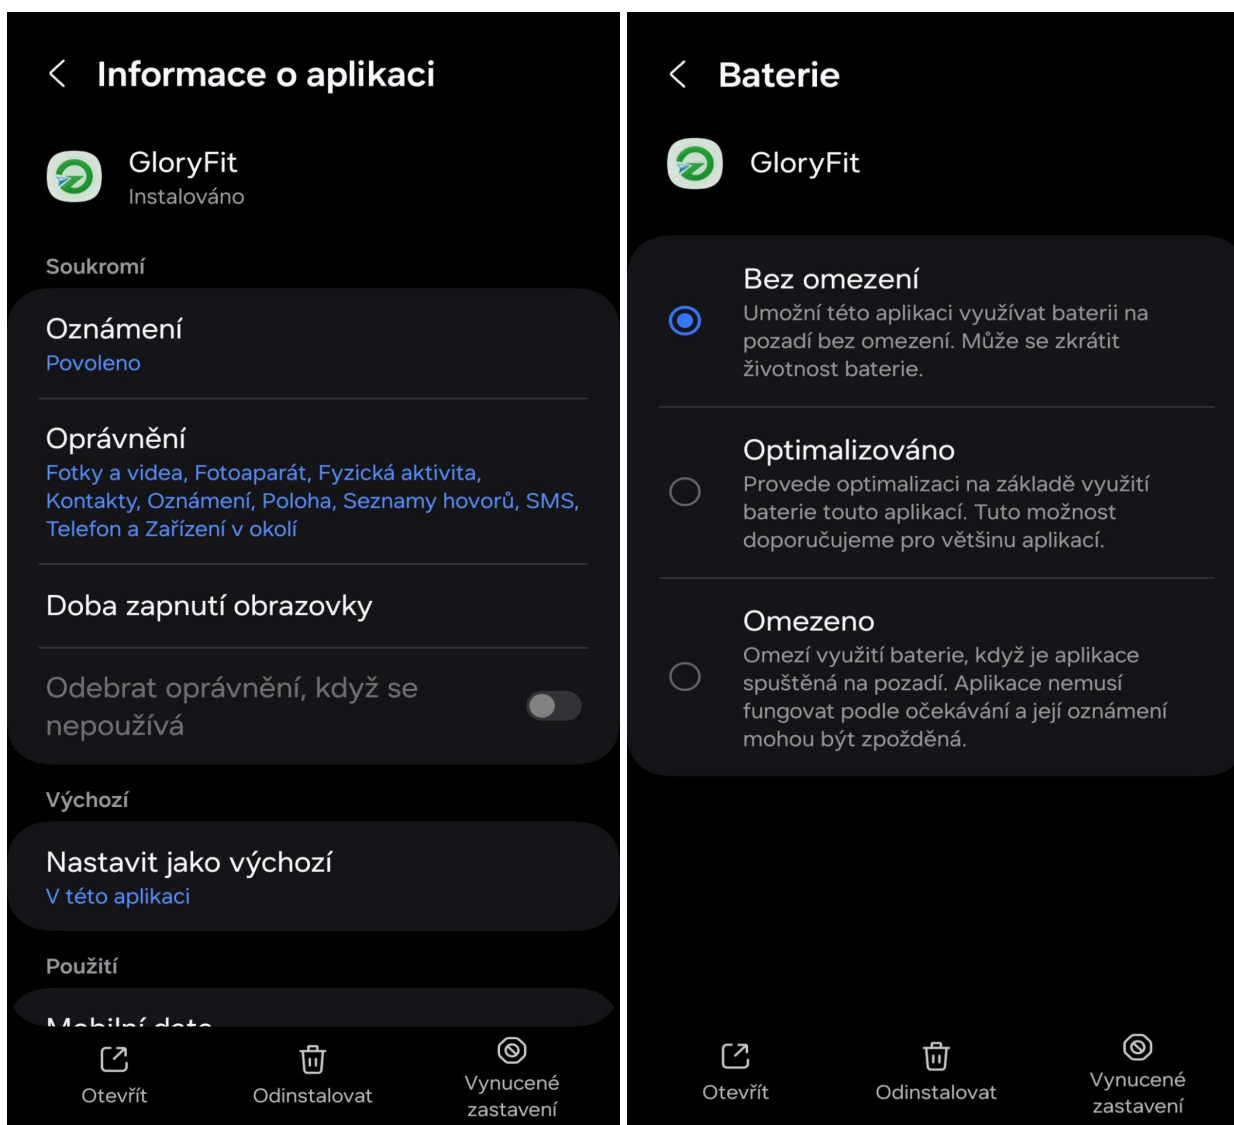 Informace o aplikaci
GloryFit
Instalováno
Soukromí
Oznámení
Povoleno
Oprávnění
Fotky a videa, Fotoaparát, Fyzická aktivita,
Kontakty, Oznámení, Poloha, Seznamy hovorů, SMS,
Telefon a Zařízení v okolí
Doba zapnutí obrazovky
Odebrat oprávnění, když se
nepoužívá
Výchozí
Nastavit jako výchozí
V této aplikaci
Použití
Mobilní data
Otevřít
Odinstalovat
Vynucené
zastavení
Baterie
GloryFit
Bez omezení
Umožní této aplikaci využívat baterii na
pozadí bez omezení. Může se zkrátit
životnost baterie.
Optimalizováno
Provede optimalizaci na základě využití
baterie touto aplikací. Tuto možnost
doporučujeme pro většinu aplikací.
Omezeno
Omezí využití baterie, když je aplikace
spuštěná na pozadí. Aplikace nemusí
fungovat podle očekávání a její oznámení
mohou být zpožděná.
Otevřít
Odinstalovat
Vynucené
zastavení